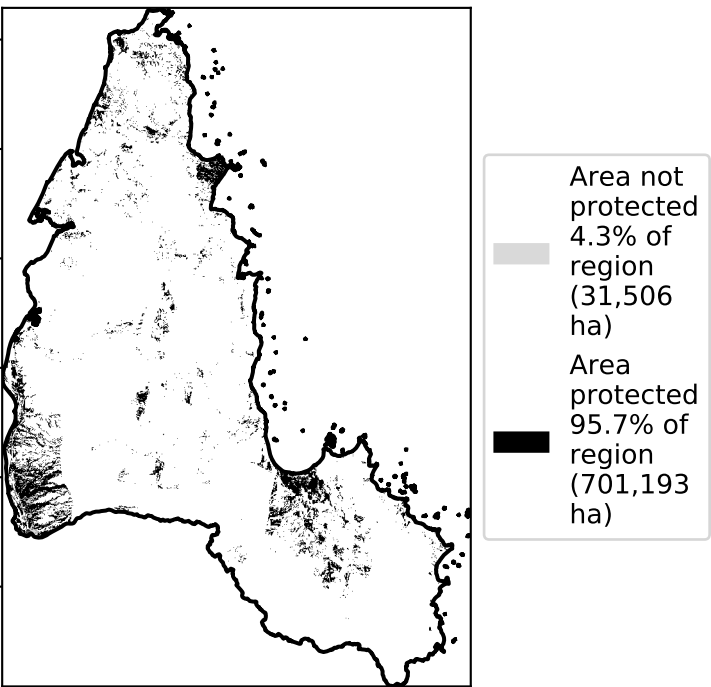 Area not
protected
4.3% of
region
(31,506
ha)
Area
protected
95.7% of
region
(701,193
ha)